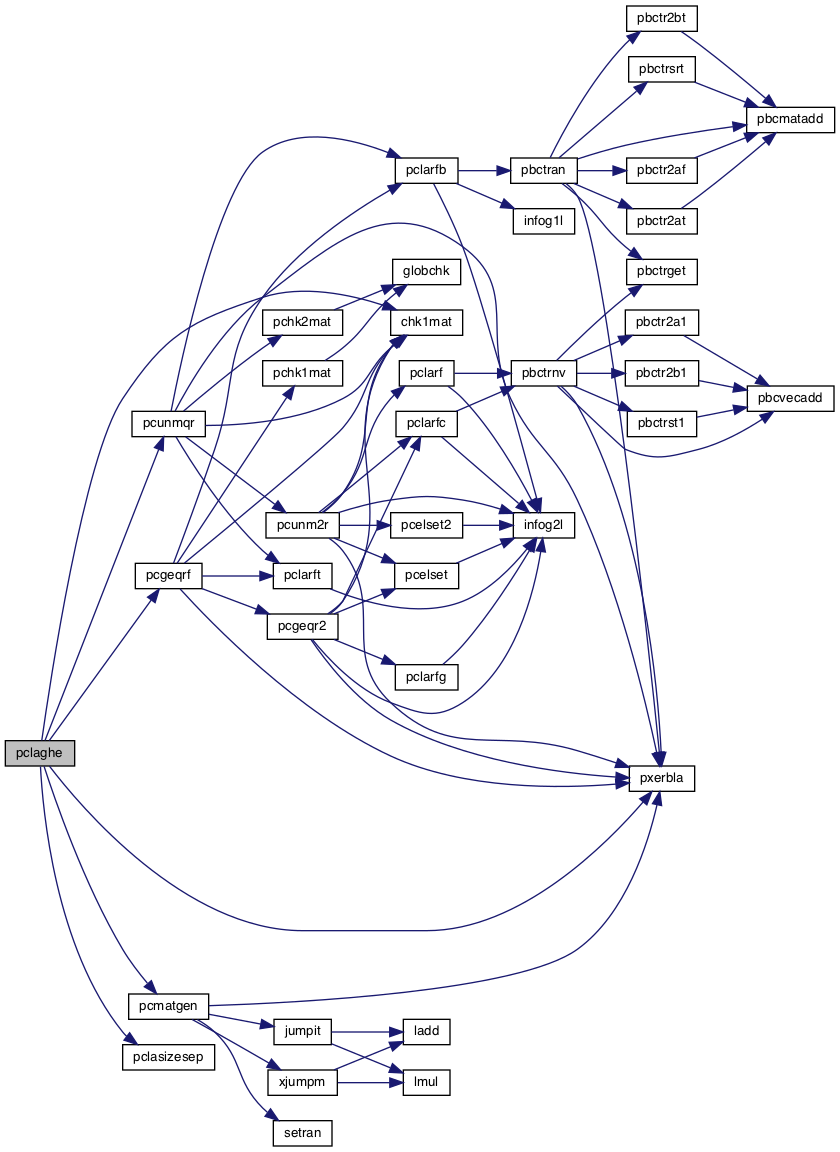 pbctr2bt
pbctrsrt
pbcmatadd
pclarfb
pbctran
pbctr2af
infog1l
pbctr2at
globchk
pbctrget
pchk2mat
chk1mat
pbctr2a1
pchk1mat
pclarf
pbctrnv
pbctr2b1
pbcvecadd
pcunmqr
pclarfc
pbctrst1
pcunm2r
pcelset2
infog2l
pcgeqrf
pclarft
pcelset
pcgeqr2
pclarfg
pclaghe
pxerbla
pcmatgen
jumpit
ladd
pclasizesep
xjumpm
lmul
setran